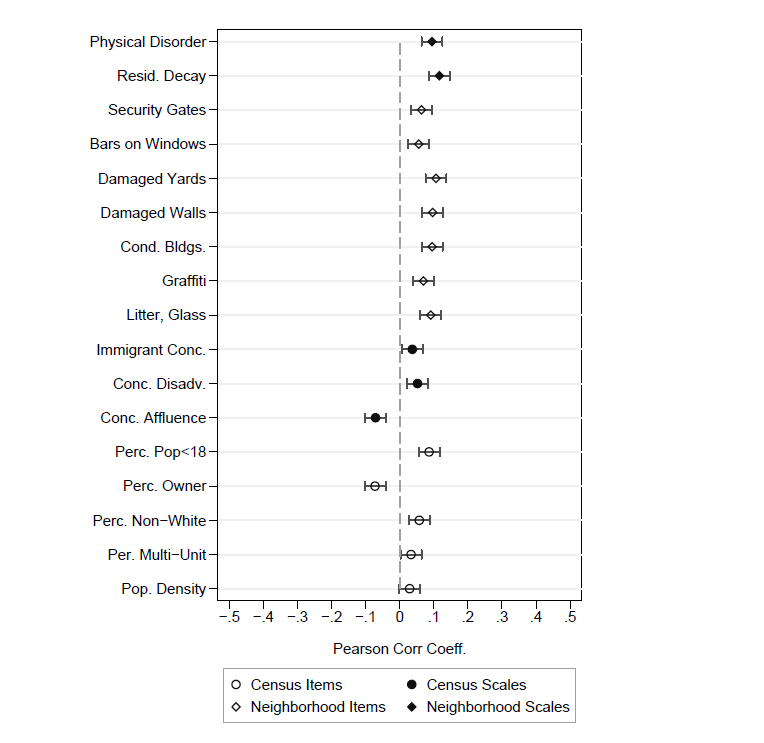 Physical Disorder
Resid. Decay
Security Gates
Bars on Windows
Damaged Yards
Damaged Walls
Cond. Bldgs.
Graffiti
Litter, Glass
Immigrant Conc.
Conc. Disadv.
Conc. Affluence
Perc. Pop<18
Perc. Owner
Perc. Non−White
Per. Multi−Unit
Pop. Density
−.5 −.4 −.3 −.2 −.1 0 .1 .2 .3 .4 .5
Pearson Corr Coeff.
Census Items Census Scales
Neighborhood Items Neighborhood Scales